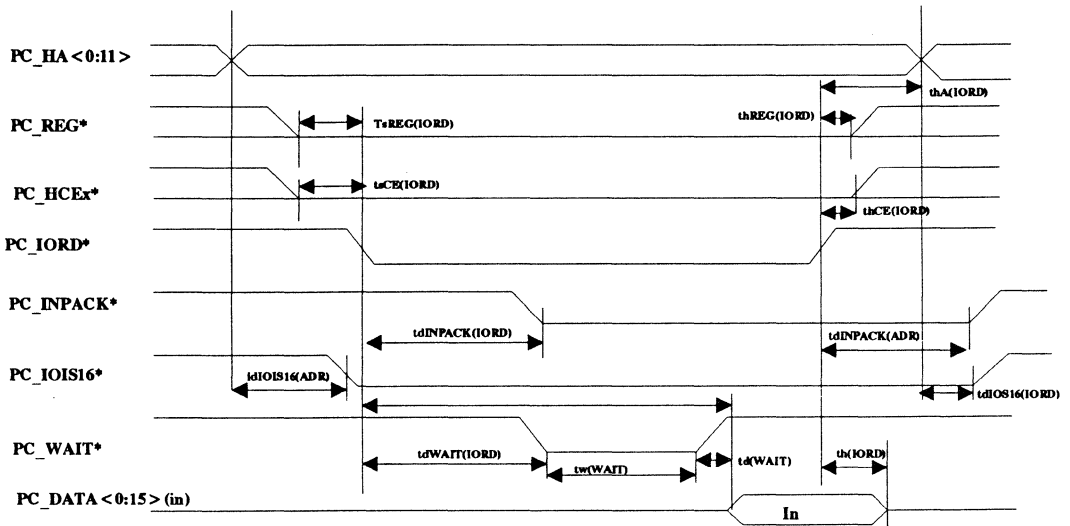 PC_HA<0:11>
thA(IORD)
PC_REG*
TsREG(IORD)
thREG(IORD)
PC_HCEx*
tsCE(IORD)
thCE(IORD)
PC_IORD*
PC_INPACK*
tdINPACK(IORD)
tdINPACK(ADR)
PC_IOIS16*
tdIOIS16(ADR)
tdIOS16(IORD)
PC_WAIT*
tdWAIT(IORD)
tw(WAIT)
td(WAIT)
th(IORD)
PC_DATA<0:15>(in)
In